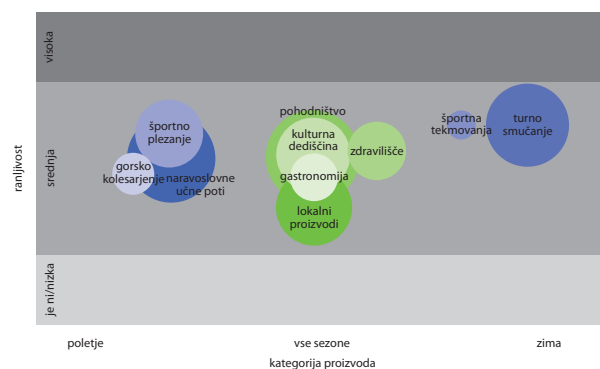 visoka
srednja
je ni/nizka
ranljivost
športno
plezanje
gorsko
kolesarjenje
naravoslovne
učne poti
pohodništvo
kulturna
dediščina
gastronomija
lokalni
proizvodi
zdravilišče
športna
tekmovanja
turno
smučanje
poletje
vse sezone
zima
kategorija proizvoda